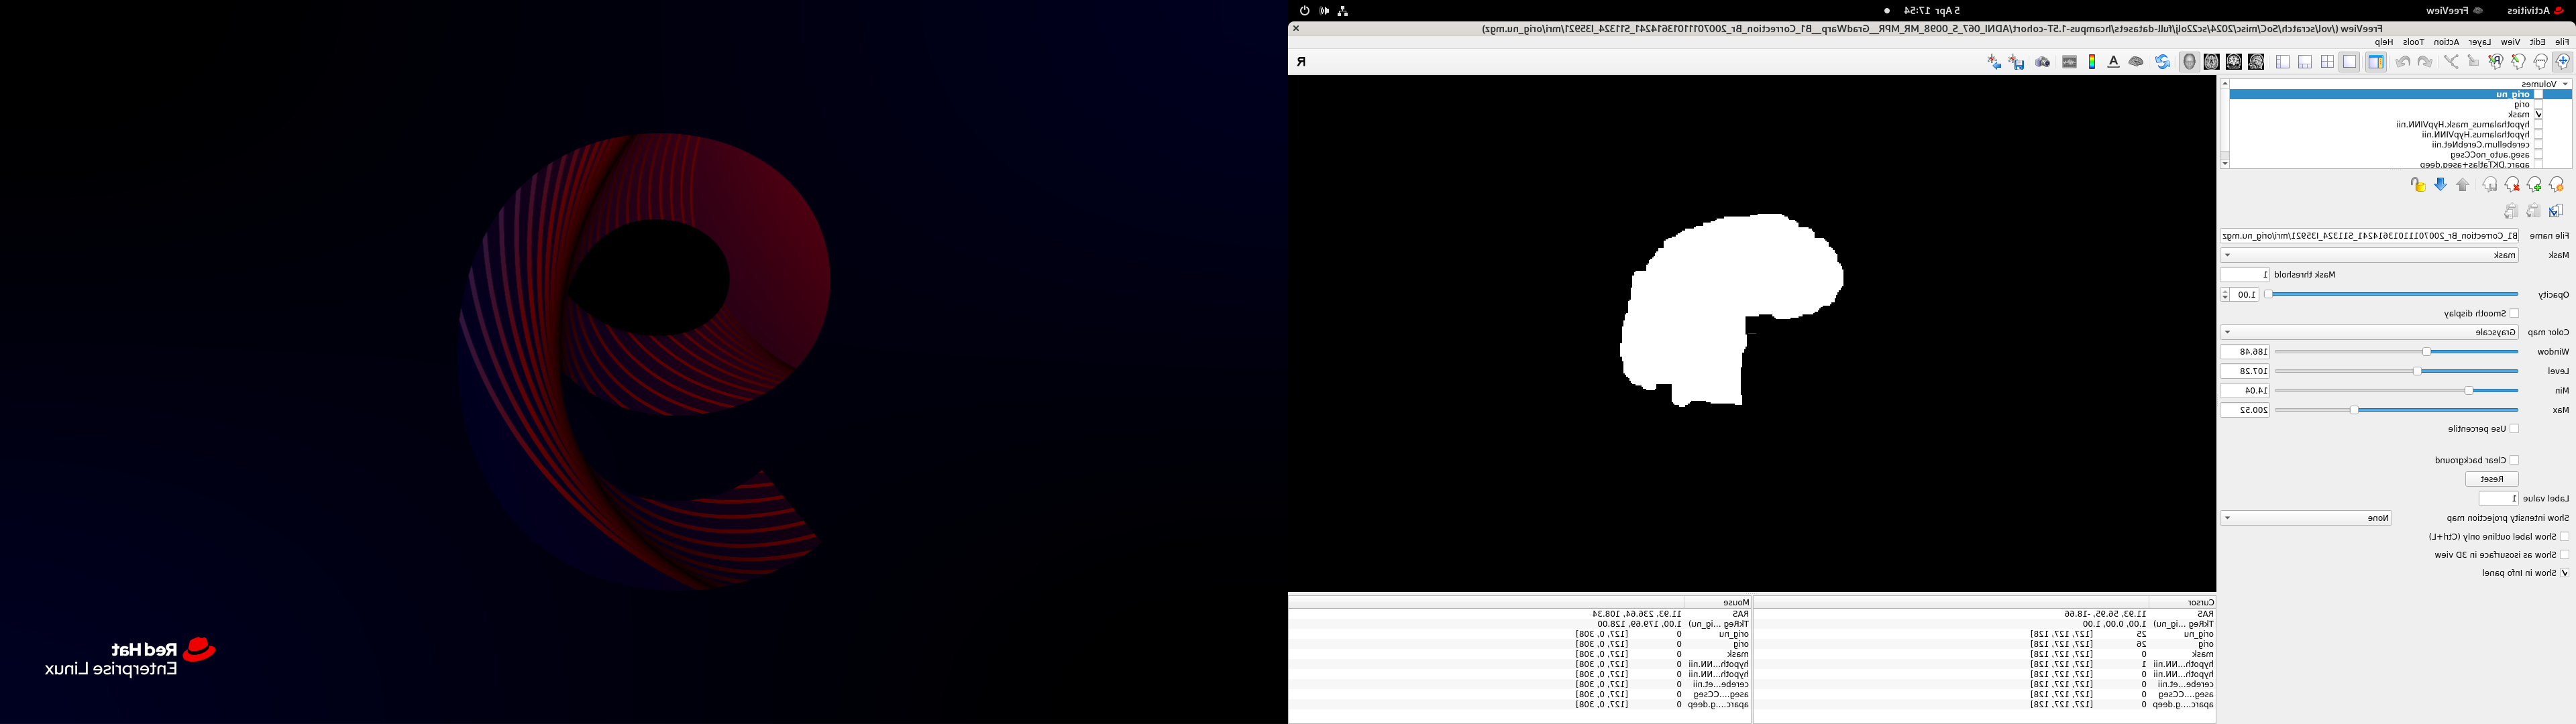 Activities FreeView 5 Apr 17:54
FreeView (/vol/scratch/SoC/misc/2024/sc22olj/full-datasets/hcampus-1.5T-cohort/ADNI_067_S_0098_MR_MPR__GradWarp__B1_Correction_Br_20070111013614241_S11324_I35921/mri/orig_nu.mgz)
File Edit View Layer Action Tools Help
R
Volumes
orig_nu
orig
mask
hypothalamus_mask.HypVINN.nii
hypothalamus.HypVINN.nii
cerebellum.CerebNet.nii
aseg.auto_noCCseg
aparc.DKTatlas+aseg.deep
File name B1_Correction_Br_20070111013614241_S11324_I35921/mri/orig_nu.mgz
Mask mask
Mask threshold 1
Opacity 1.00
Smooth display
Color map Grayscale
Window 186.48
Level 107.28
Min 14.04
Max 200.52
Use percentile
Clear background
Reset
Label value 1
Show intensity projection map None
Show label outline only (Ctrl+L)
Show as isosurface in 3D view
Show in Info panel
Cursor
RAS 11.93, 56.95, -18.66
TkReg ...ig_nu) 1.00, 0.00, 1.00
orig_nu 25 [127, 127, 128]
orig 26 [127, 127, 128]
mask 0 [127, 127, 128]
hypoth...NN.nii 1 [127, 127, 128]
hypoth...NN.nii 0 [127, 127, 128]
cerebe...et.nii 0 [127, 127, 128]
aseg....CCseg 0 [127, 127, 128]
aparc....g.deep 0 [127, 127, 128]
Mouse
RAS 11.93, 236.64, 108.34
TkReg ...ig_nu) 1.00, 179.69, 128.00
orig_nu 0 [127, 0, 308]
orig 0 [127, 0, 308]
mask 0 [127, 0, 308]
hypoth...NN.nii 0 [127, 0, 308]
hypoth...NN.nii 0 [127, 0, 308]
cerebe...et.nii 0 [127, 0, 308]
aseg....CCseg 0 [127, 0, 308]
aparc....g.deep 0 [127, 0, 308]
Red Hat
Enterprise Linux